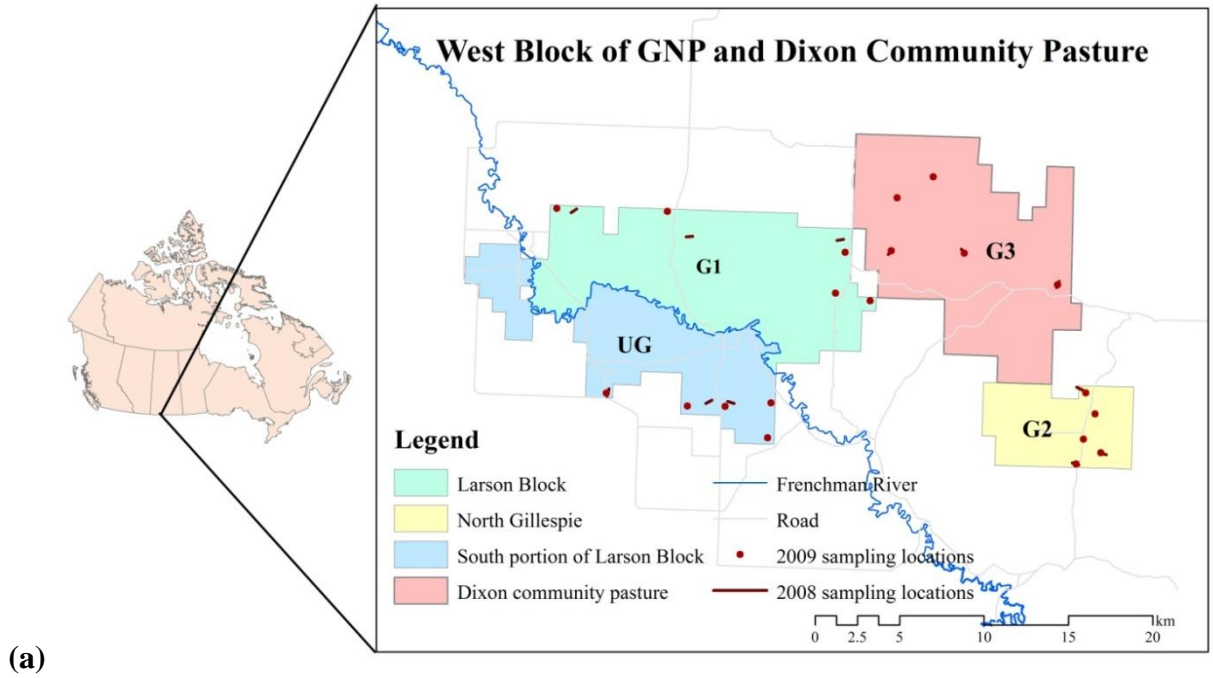 West Block of GNP and Dixon Community Pasture
G1
G3
UG
G2
Legend
Larson Block
North Gillespie
South portion of Larson Block
Dixon community pasture
Frenchman River
Road
2009 sampling locations
2008 sampling locations
km
0 2.5 5 10 15 20
(a)